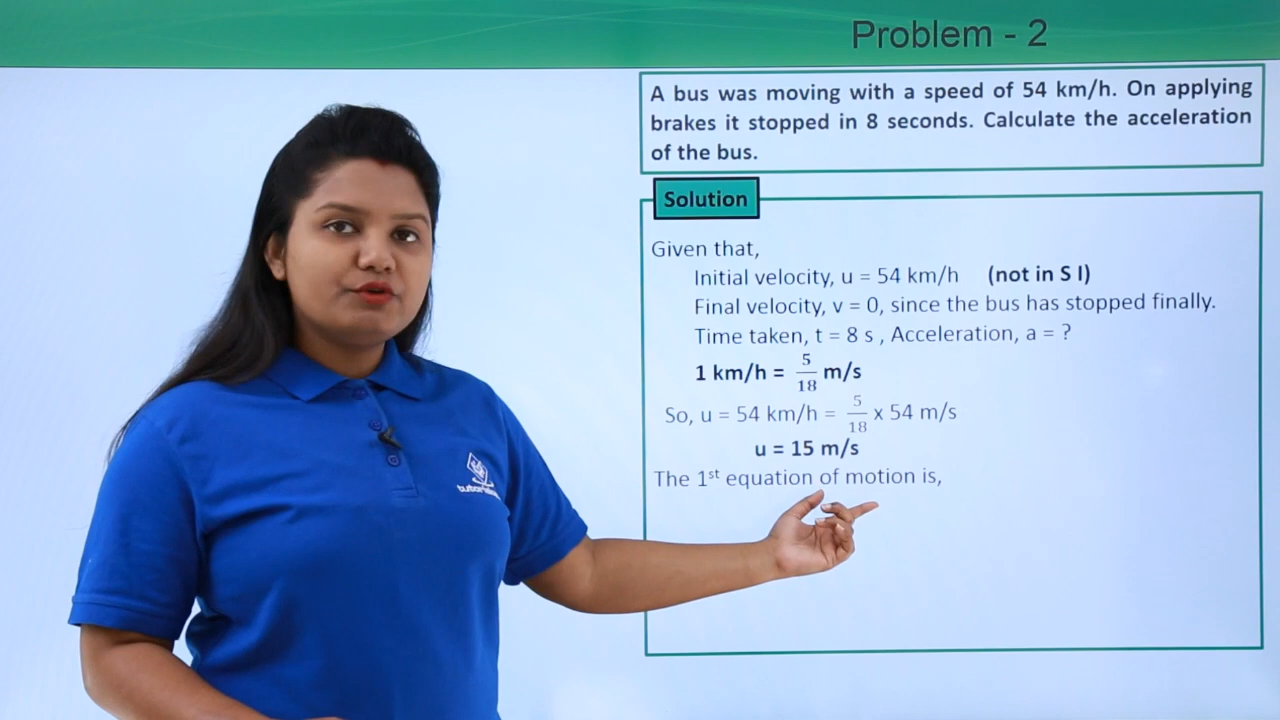 Problem - 2
A bus was moving with a speed of 54 km/h. On applying
brakes it stopped in 8 seconds. Calculate the acceleration
of the bus.
Solution
Given that,
Initial velocity, u = 54 km/h (not in S I)
Final velocity, v = 0, since the bus has stopped finally.
Time taken, t = 8 s , Acceleration, a = ?
1 km/h = 5/18 m/s
So, u = 54 km/h = 5/18 x 54 m/s
u = 15 m/s
The 1st equation of motion is,